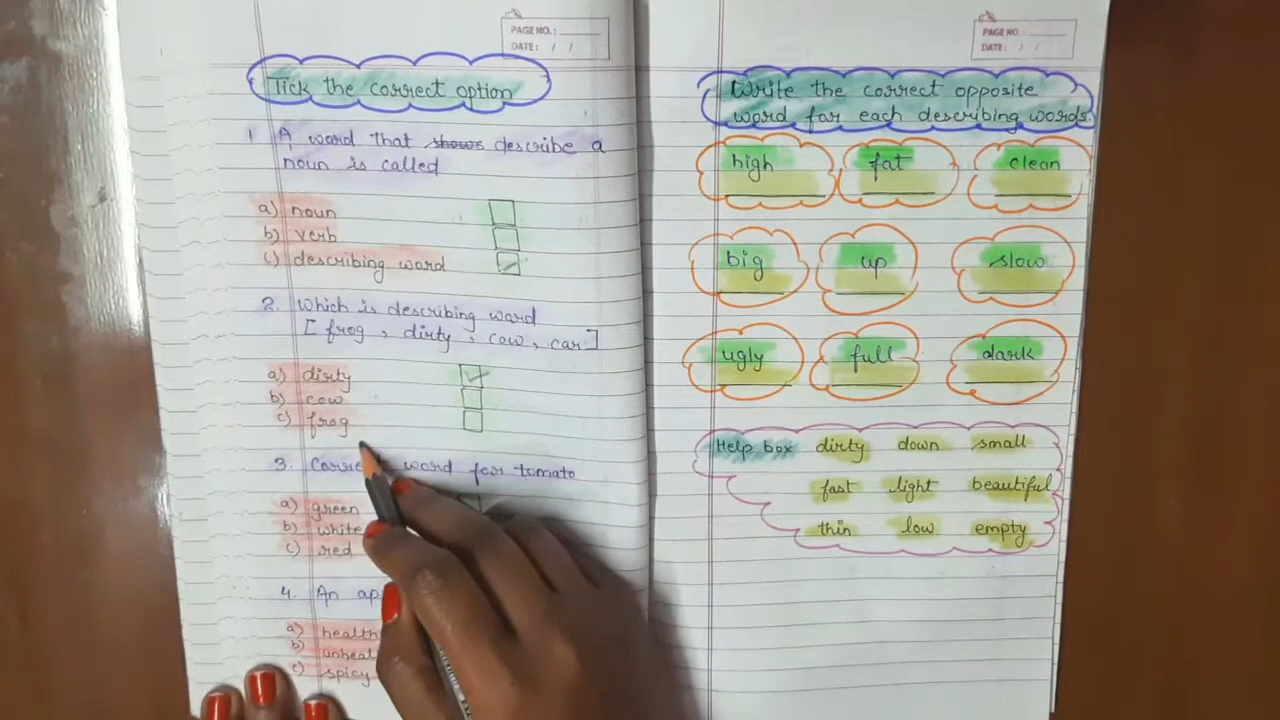 PAGE NO. :
DATE : / /
Tick the correct option
1 A word that shows describe a
noun is called
a) noun
b) verb
c) describing word
2. Which is describing word
[ frog , dirty , cow , car ]
a) dirty
b) cow
c) frog
3. word for tomato
a) green
b) white
c) red
4. An
a)
b)
c) spicy
PAGE NO. :
DATE : / /
Write the correct opposite
word for each describing words.
high fat clean
big up slow
ugly full dark
Help box dirty down small
fast light beautiful
thin low empty